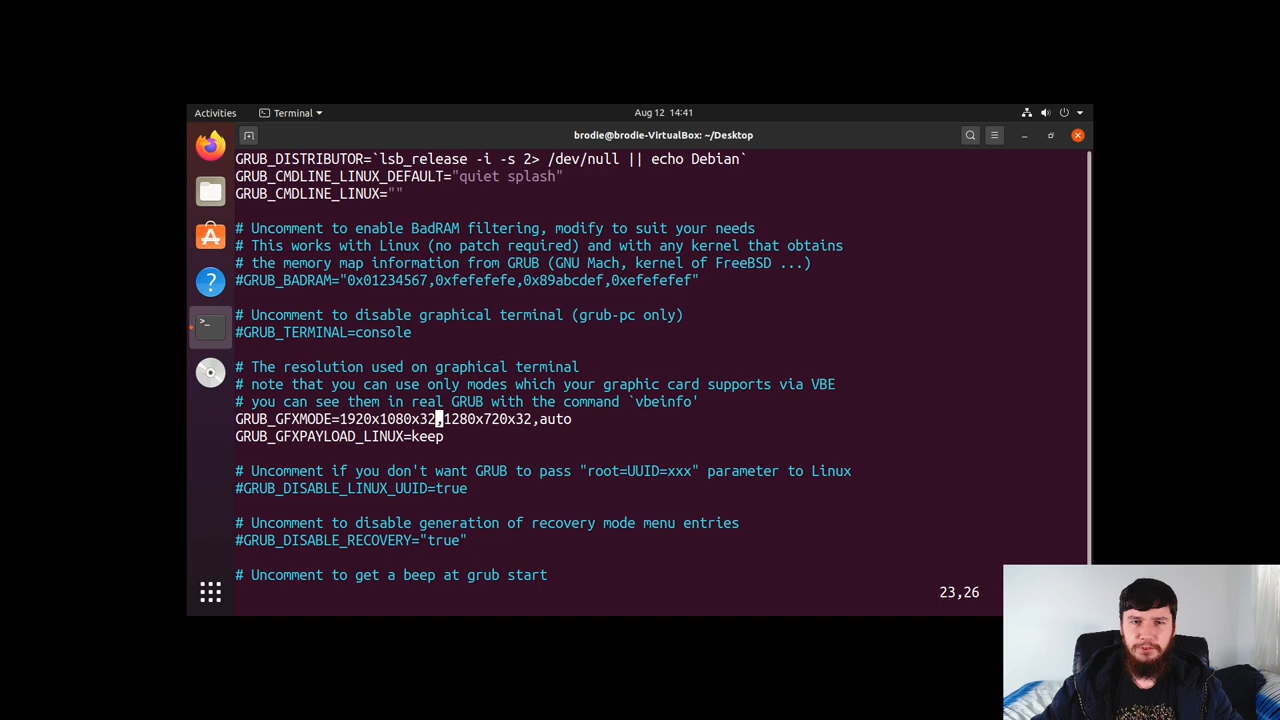 Activities
Terminal
Aug 12 14:41
brodie@brodie-VirtualBox: ~/Desktop
GRUB_DISTRIBUTOR=`lsb_release -i -s 2> /dev/null || echo Debian`
GRUB_CMDLINE_LINUX_DEFAULT="quiet splash"
GRUB_CMDLINE_LINUX=""
# Uncomment to enable BadRAM filtering, modify to suit your needs
# This works with Linux (no patch required) and with any kernel that obtains
# the memory map information from GRUB (GNU Mach, kernel of FreeBSD ...)
#GRUB_BADRAM="0x01234567,0xfefefefe,0x89abcdef,0xefefefef"
# Uncomment to disable graphical terminal (grub-pc only)
#GRUB_TERMINAL=console
# The resolution used on graphical terminal
# note that you can use only modes which your graphic card supports via VBE
# you can see them in real GRUB with the command `vbeinfo'
GRUB_GFXMODE=1920x1080x32,1280x720x32,auto
GRUB_GFXPAYLOAD_LINUX=keep
# Uncomment if you don't want GRUB to pass "root=UUID=xxx" parameter to Linux
#GRUB_DISABLE_LINUX_UUID=true
# Uncomment to disable generation of recovery mode menu entries
#GRUB_DISABLE_RECOVERY="true"
# Uncomment to get a beep at grub start
23,26